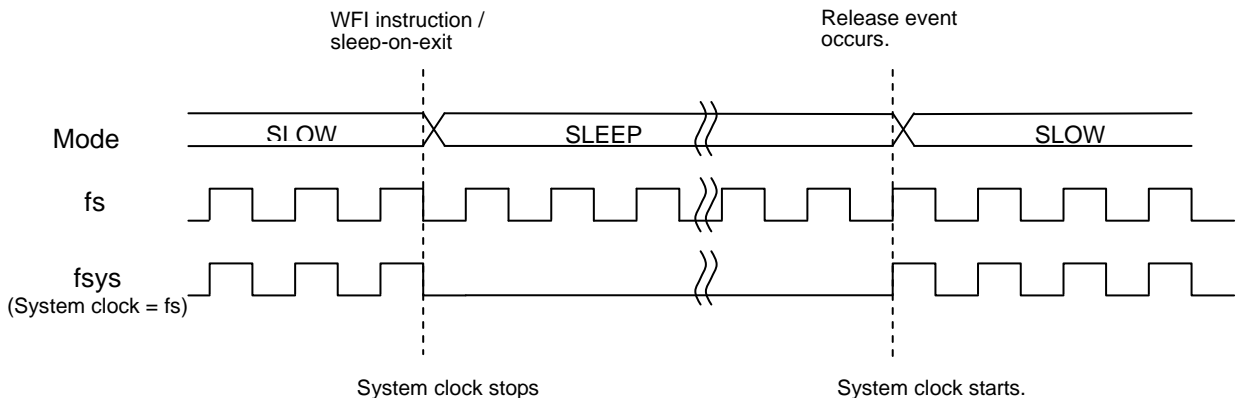 WFI instruction /
sleep-on-exit
Release event
occurs.
Mode
SLOW
SLEEP
SLOW
fs
fsys
(System clock = fs)
System clock stops
System clock starts.